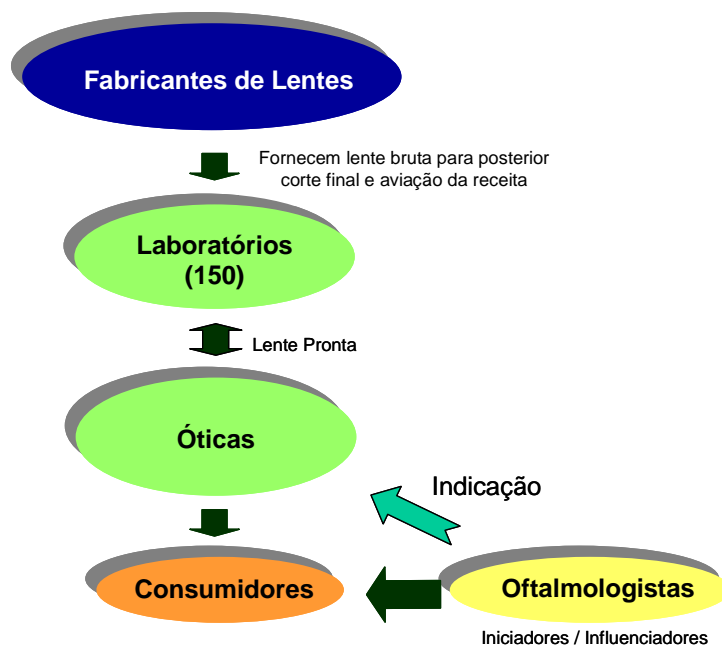 Fabricantes de Lentes
Fornecem lente bruta para posterior
corte final e aviação da receita
Laboratórios
(150)
Lente Pronta
Óticas
Indicação
Consumidores
Oftalmologistas
Iniciadores / Influenciadores